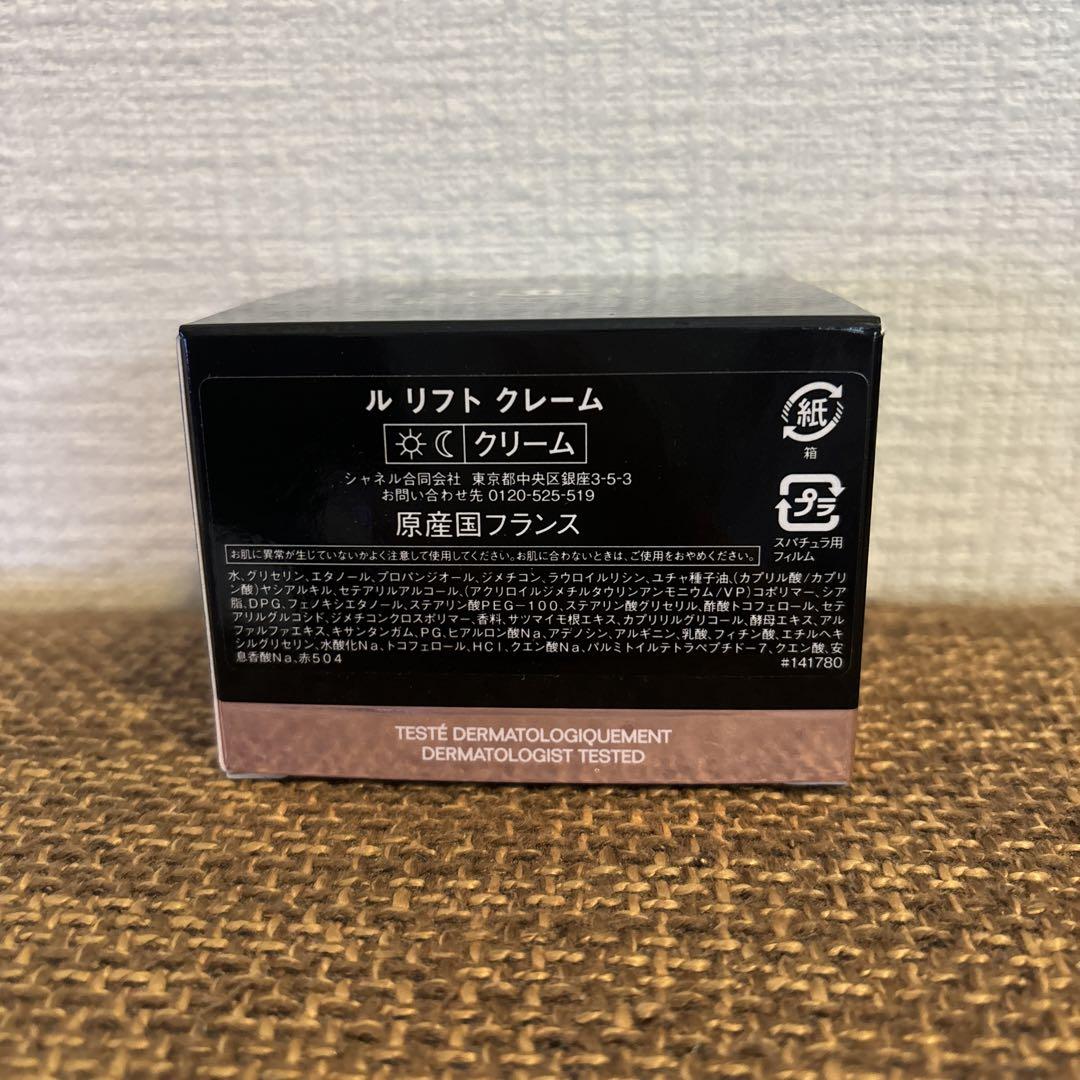 ル リフト クレーム
クリーム
シャネル合同会社 東京都中央区銀座3-5-3
お問い合わせ先 0120-525-519
原産国フランス
お肌に異常が生じていないかよく注意して使用してください。お肌に合わないときは、ご使用をおやめください。
水、グリセリン、エタノール、プロパンジオール、ジメチコン、ラウロイルリシン、ユチャ種子油、(カプリル酸/カプリ
ン酸)ヤシアルキル、セテアリルアルコール、(アクリロイルジメチルタウリンアンモニウム/VP)コポリマー、シア
脂、DPG、フェノキシエタノール、ステアリン酸PEG-100、ステアリン酸グリセリル、酢酸トコフェロール、セテ
アリルグルコシド、ジメチコンクロスポリマー、香料、サツマイモ根エキス、カプリリルグリコール、酵母エキス、アル
ファルファエキス、キサンタンガム、PG、ヒアルロン酸Na、アデノシン、アルギニン、乳酸、フィチン酸、エチルヘキ
シルグリセリン、水酸化Na、トコフェロール、HCl、クエン酸Na、パルミトイルテトラペプチド-7、クエン酸、安
息香酸Na、赤504
#141780
紙
箱
プラ
スパチュラ用
フィルム
TESTÉ DERMATOLOGIQUEMENT
DERMATOLOGIST TESTED